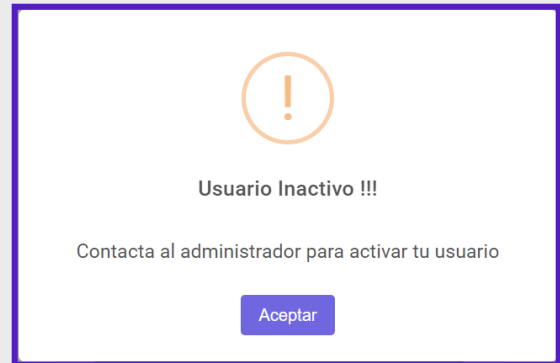 !
Usuario Inactivo !!!
Contacta al administrador para activar tu usuario
Aceptar